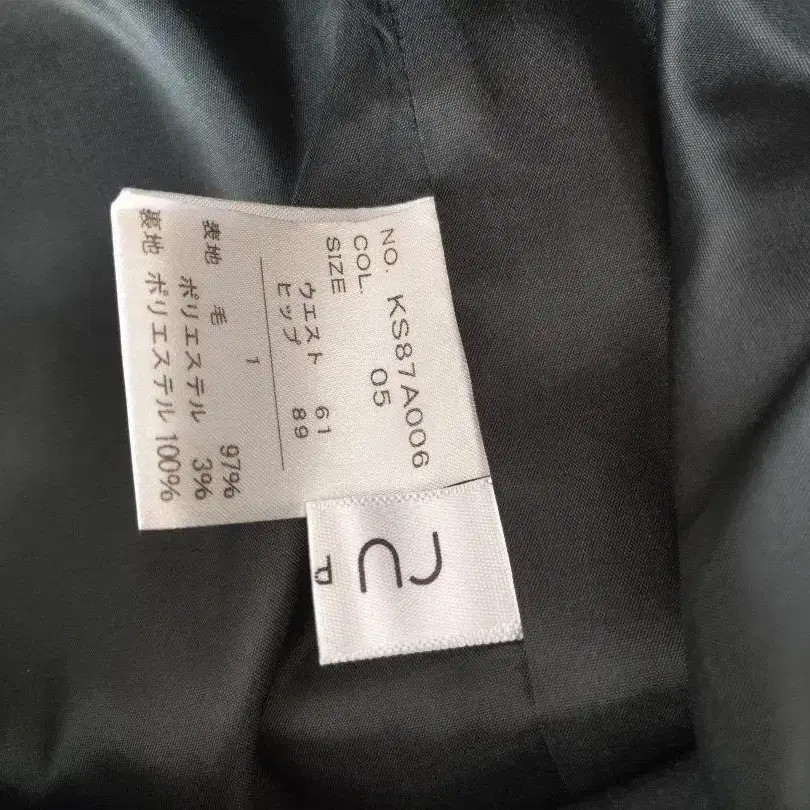 NO. KS87A006
COL. 05
SIZE
ウエスト 61
ヒップ 89
1
表地 毛 97%
ポリエステル 3%
裏地 ポリエステル 100%